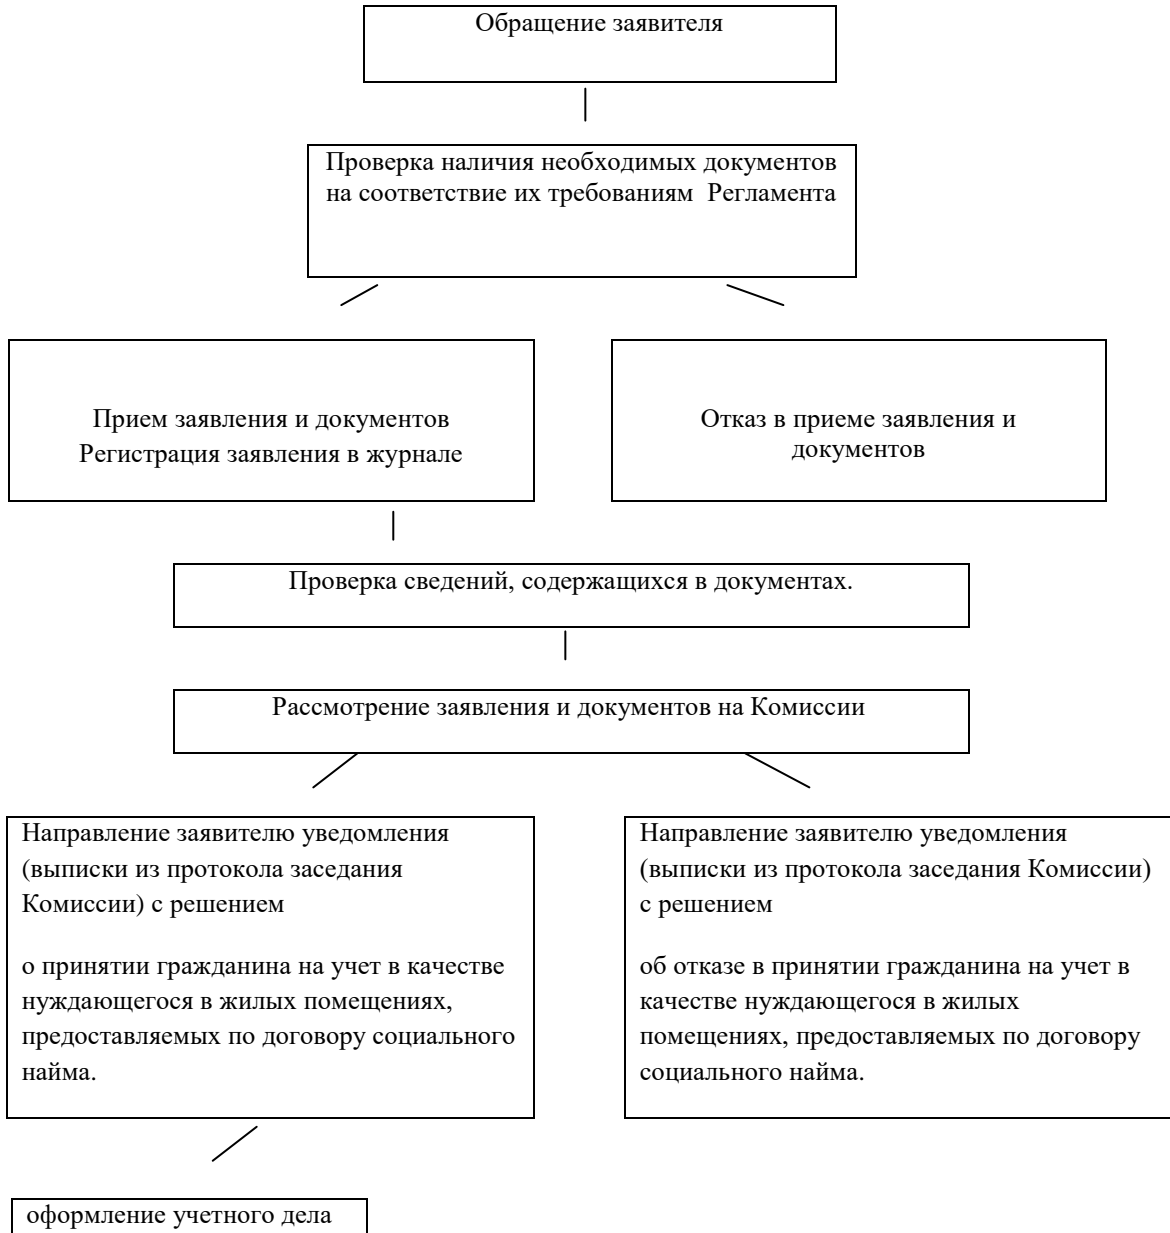 Обращение заявителя
Проверка наличия необходимых документов
на соответствие их требованиям Регламента
Прием заявления и документов
Регистрация заявления в журнале
Отказ в приеме заявления и
документов
Проверка сведений, содержащихся в документах.
Рассмотрение заявления и документов на Комиссии
Направление заявителю уведомления
(выписки из протокола заседания
Комиссии) с решением
о принятии гражданина на учет в качестве
нуждающегося в жилых помещениях,
предоставляемых по договору социального
найма.
Направление заявителю уведомления
(выписки из протокола заседания Комиссии)
с решением
об отказе в принятии гражданина на учет в
качестве нуждающегося в жилых
помещениях, предоставляемых по договору
социального найма.
оформление учетного дела